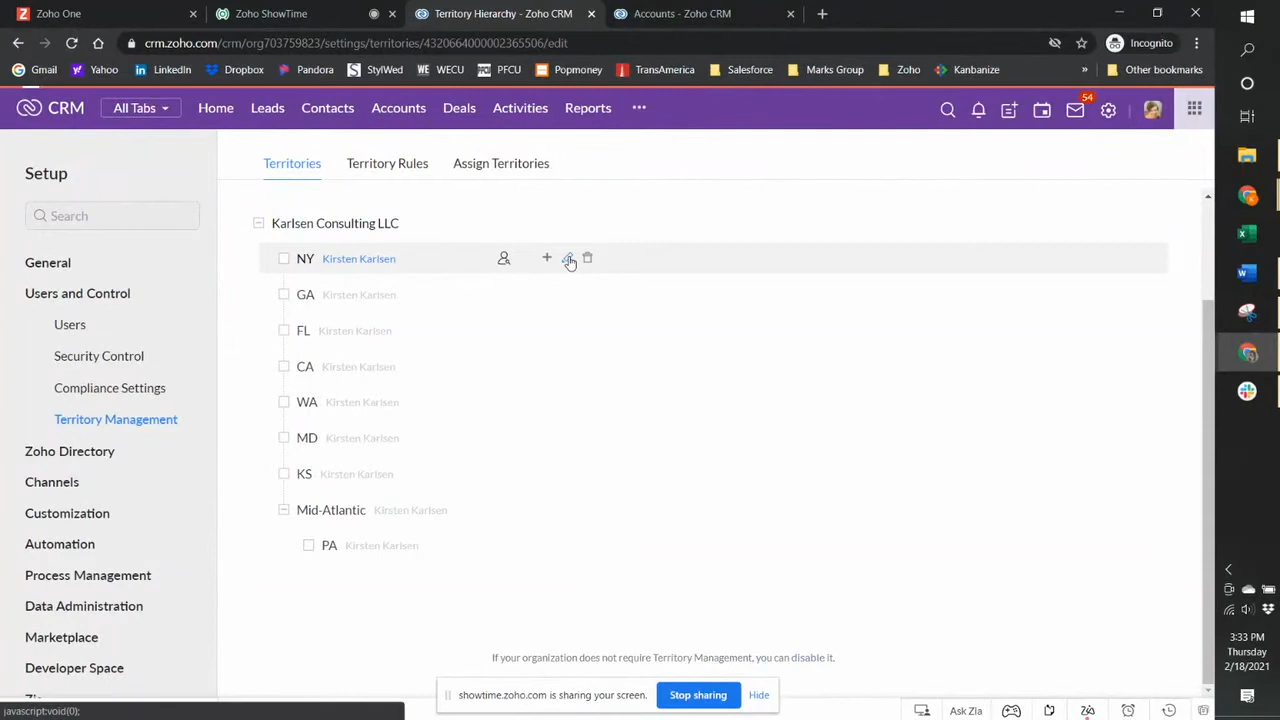 Zoho One
Zoho ShowTime
Territory Hierarchy - Zoho CRM
Accounts - Zoho CRM
crm.zoho.com/crm/org703759823/settings/territories/4320664000002365506/edit
Incognito
Gmail
Yahoo
LinkedIn
Dropbox
Pandora
StylWed
WECU
PFCU
Popmoney
TransAmerica
Salesforce
Marks Group
Zoho
Kanbanize
»
Other bookmarks
CRM
All Tabs
Home
Leads
Contacts
Accounts
Deals
Activities
Reports
54
Setup
Search
General
Users and Control
Users
Security Control
Compliance Settings
Territory Management
Zoho Directory
Channels
Customization
Automation
Process Management
Data Administration
Marketplace
Developer Space
Territories
Territory Rules
Assign Territories
Karlsen Consulting LLC
NY Kirsten Karlsen
GA Kirsten Karlsen
FL Kirsten Karlsen
CA Kirsten Karlsen
WA Kirsten Karlsen
MD Kirsten Karlsen
KS Kirsten Karlsen
Mid-Atlantic Kirsten Karlsen
PA Kirsten Karlsen
If your organization does not require Territory Management, you can disable it.
showtime.zoho.com is sharing your screen.
Stop sharing
Hide
javascript:void(0);
Ask Zia
3:33 PM
Thursday
2/18/2021